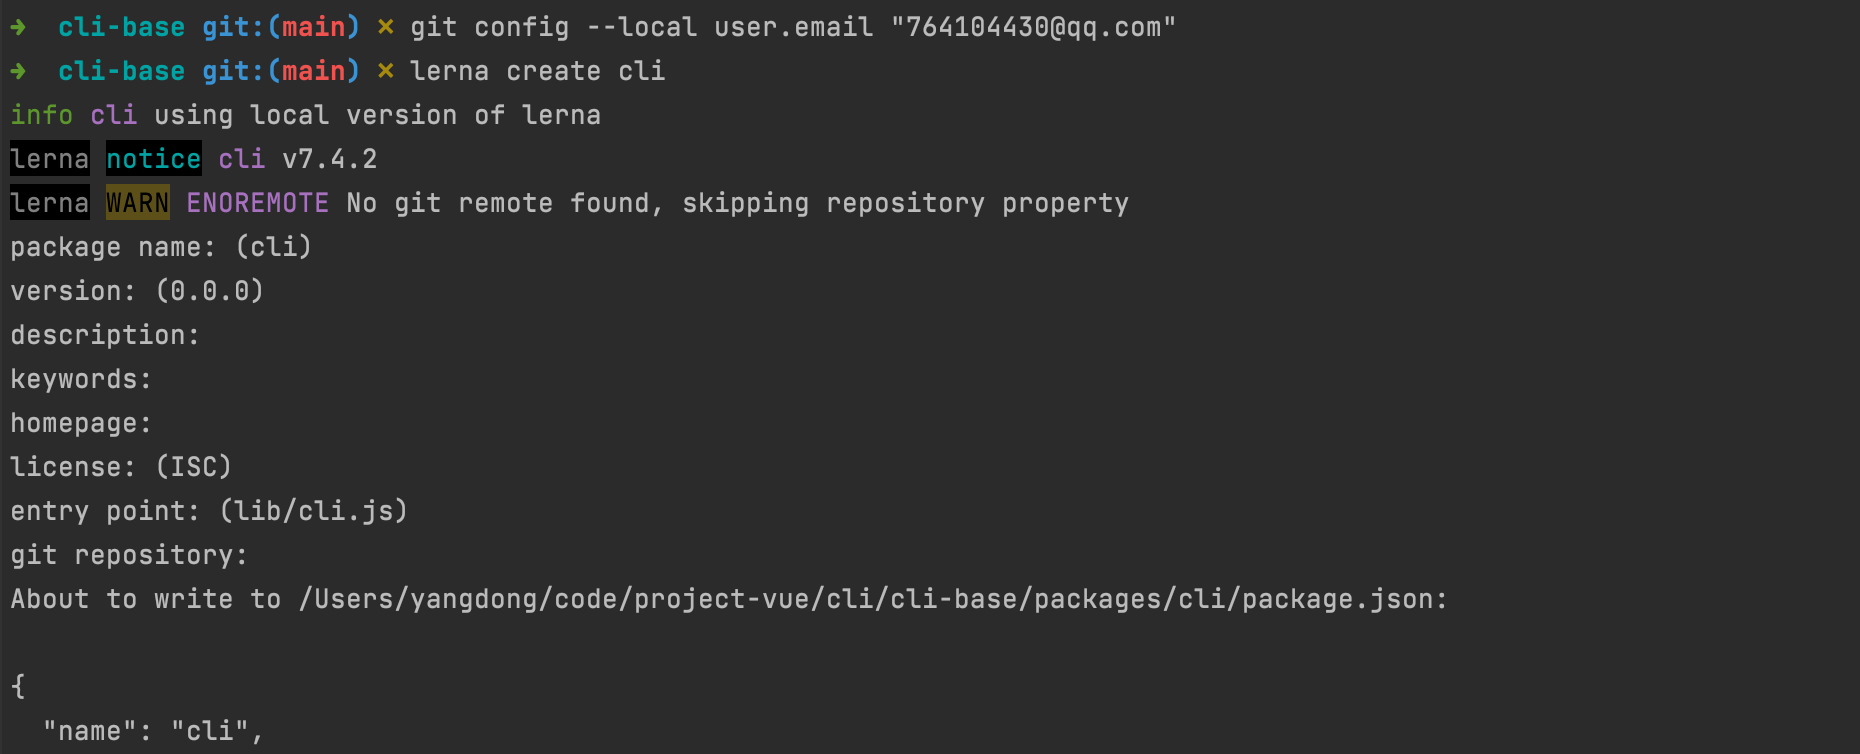 ➜  cli-base git:(main) ✗ git config --local user.email "764104430@qq.com"
➜  cli-base git:(main) ✗ lerna create cli
info cli using local version of lerna
lerna notice cli v7.4.2
lerna WARN ENOREMOTE No git remote found, skipping repository property
package name: (cli)
version: (0.0.0)
description:
keywords:
homepage:
license: (ISC)
entry point: (lib/cli.js)
git repository:
About to write to /Users/yangdong/code/project-vue/cli/cli-base/packages/cli/package.json:
{
  "name": "cli",